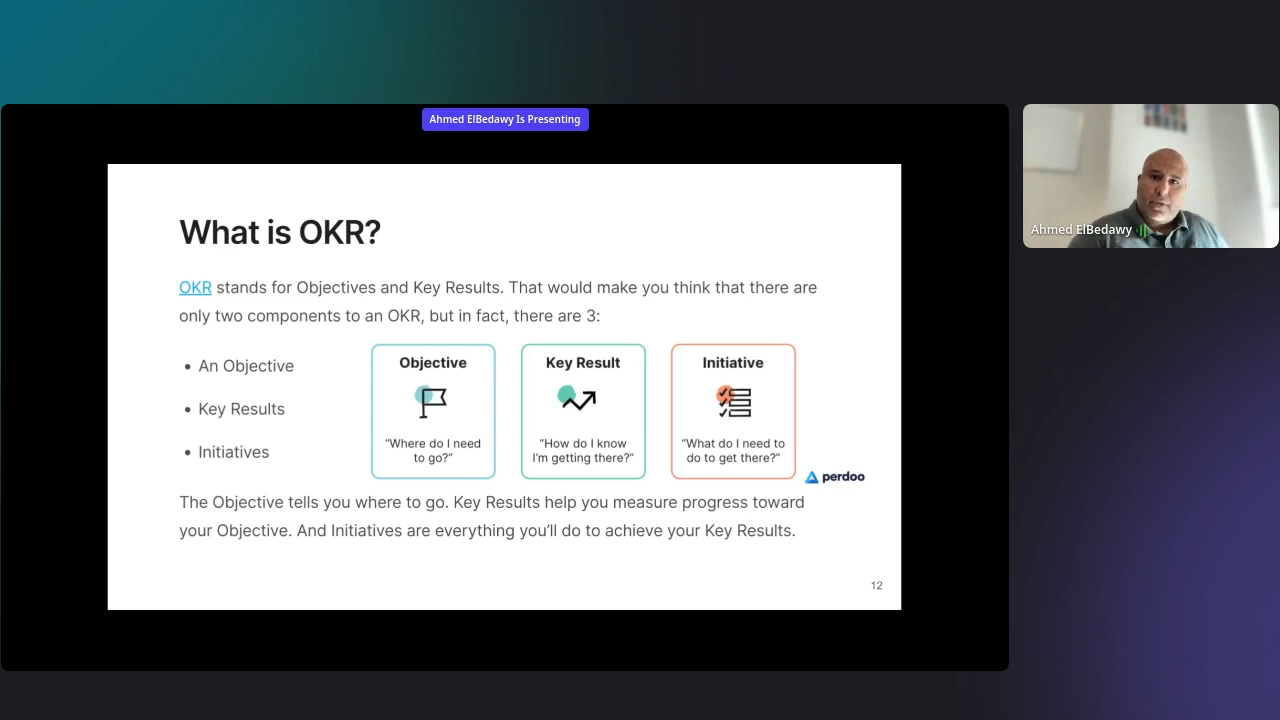 Ahmed ElBedawy Is Presenting
What is OKR?
OKR stands for Objectives and Key Results. That would make you think that there are
only two components to an OKR, but in fact, there are 3:
• An Objective
• Key Results
• Initiatives
Objective
“Where do I need
to go?”
Key Result
“How do I know
I’m getting there?”
Initiative
“What do I need to
do to get there?”
perdoo
The Objective tells you where to go. Key Results help you measure progress toward
your Objective. And Initiatives are everything you’ll do to achieve your Key Results.
12
Ahmed ElBedawy